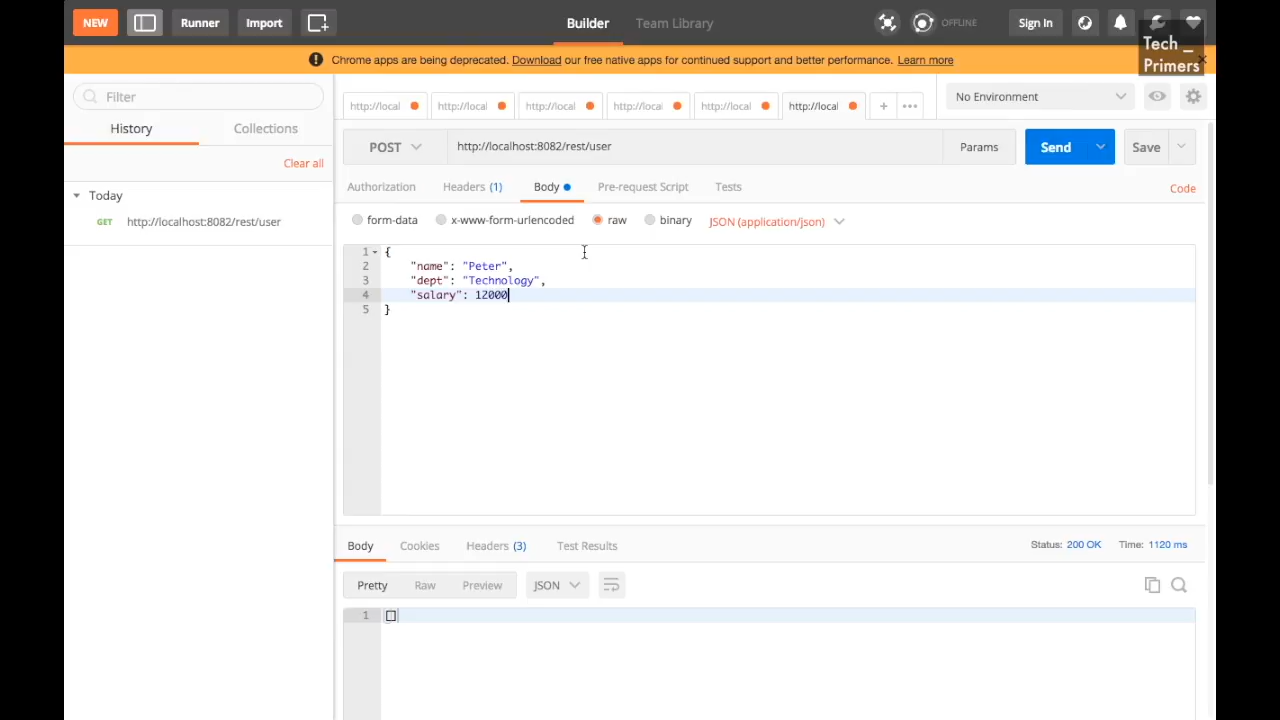 NEW
Runner
Import
Builder
Team Library
OFFLINE
Sign In
Tech _
Primers
Chrome apps are being deprecated. Download our free native apps for continued support and better performance. Learn more
Filter
History
Collections
Clear all
Today
GET http://localhost:8082/rest/user
http://local
http://local
http://local
http://local
http://local
http://local
No Environment
POST
http://localhost:8082/rest/user
Params
Send
Save
Authorization
Headers (1)
Body
Pre-request Script
Tests
Code
form-data
x-www-form-urlencoded
raw
binary
JSON (application/json)
1 {
2 "name": "Peter",
3 "dept": "Technology",
4 "salary": 12000
5 }
Body
Cookies
Headers (3)
Test Results
Status: 200 OK
Time: 1120 ms
Pretty
Raw
Preview
JSON
1 []